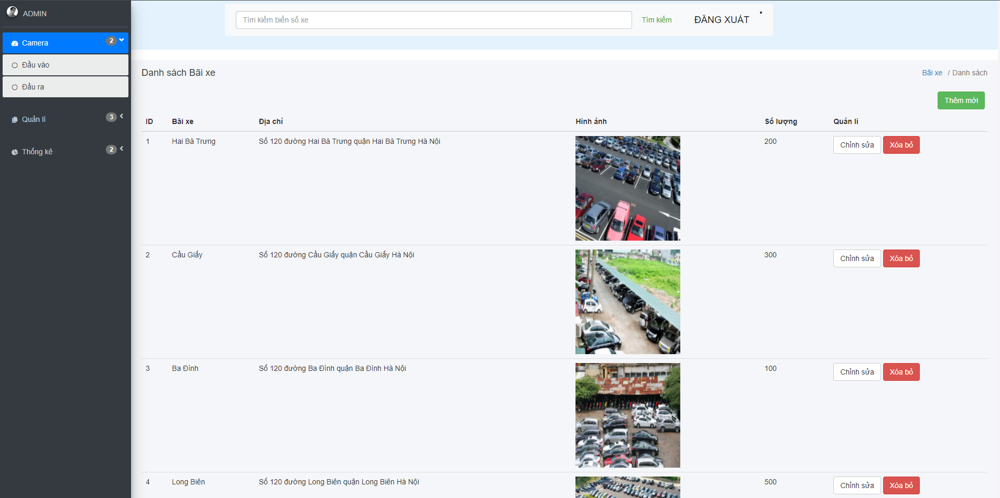 ADMIN
Tìm kiếm biển số xe
Tìm kiếm
ĐĂNG XUẤT
Camera 2
Đầu vào
Đầu ra
Quản lí 3
Thống kê 2
Danh sách Bãi xe
Bãi xe / Danh sách
Thêm mới
ID Bãi xe Địa chỉ Hình ảnh Số lượng Quản lí
1 Hai Bà Trưng Số 120 đường Hai Bà Trưng quận Hai Bà Trưng Hà Nội 200 Chỉnh sửa Xóa bỏ
2 Cầu Giấy Số 120 đường Cầu Giấy quận Cầu Giấy Hà Nội 300 Chỉnh sửa Xóa bỏ
3 Ba Đình Số 120 đường Ba Đình quận Ba Đình Hà Nội 100 Chỉnh sửa Xóa bỏ
4 Long Biên Số 120 đường Long Biên quận Long Biên Hà Nội 500 Chỉnh sửa Xóa bỏ